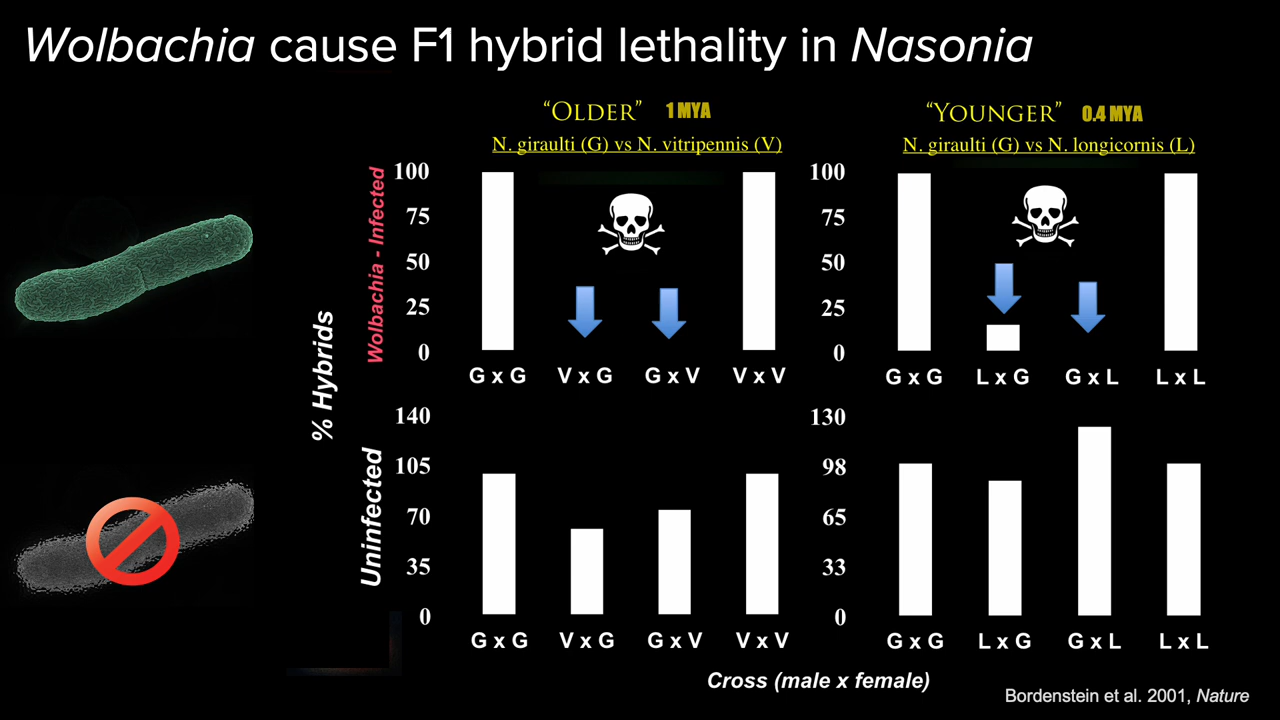 Wolbachia cause F1 hybrid lethality in Nasonia
“OLDER” 1 MYA
N. giraulti (G) vs N. vitripennis (V)
“YOUNGER” 0.4 MYA
N. giraulti (G) vs N. longicornis (L)
% Hybrids
Wolbachia - Infected
100
75
50
25
0
G x G V x G G x V V x V
100
75
50
25
0
G x G L x G G x L L x L
Uninfected
140
105
70
35
0
G x G V x G G x V V x V
130
98
65
33
0
G x G L x G G x L L x L
Cross (male x female)
Bordenstein et al. 2001, Nature